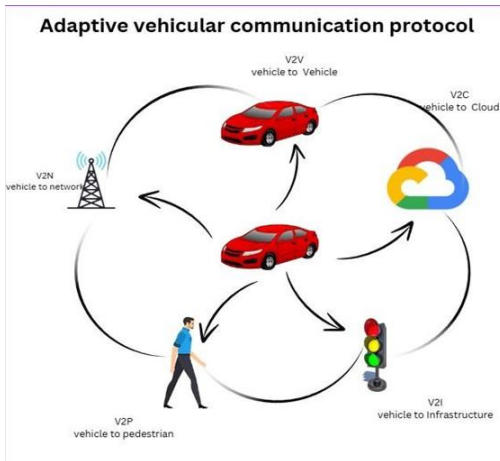 Adaptive vehicular communication protocol
V2V
vehicle to Vehicle
V2C
vehicle to Cloud
V2N
vehicle to network
V2I
vehicle to Infrastructure
V2P
vehicle to pedestrian